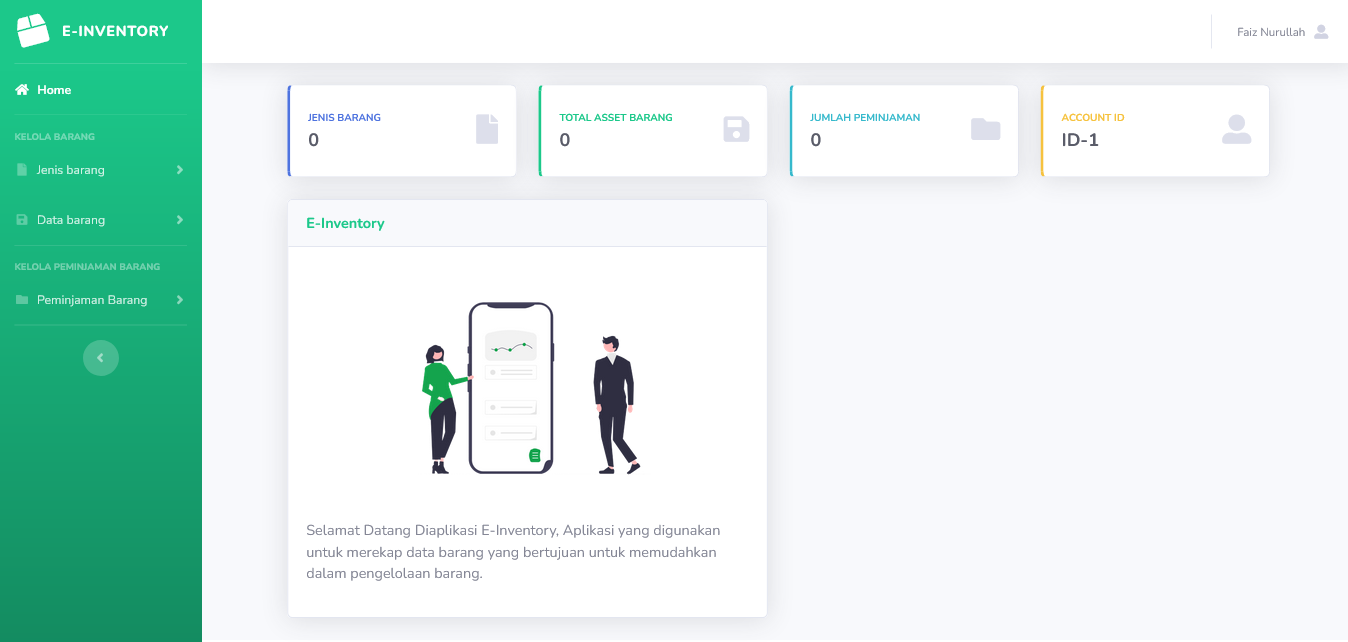 E-INVENTORY
Faiz Nurullah
Home
KELOLA BARANG
Jenis barang
Data barang
KELOLA PEMINJAMAN BARANG
Peminjaman Barang
JENIS BARANG
0
TOTAL ASSET BARANG
0
JUMLAH PEMINJAMAN
0
ACCOUNT ID
ID-1
E-Inventory
Selamat Datang Diaplikasi E-Inventory, Aplikasi yang digunakan
untuk merekap data barang yang bertujuan untuk memudahkan
dalam pengelolaan barang.